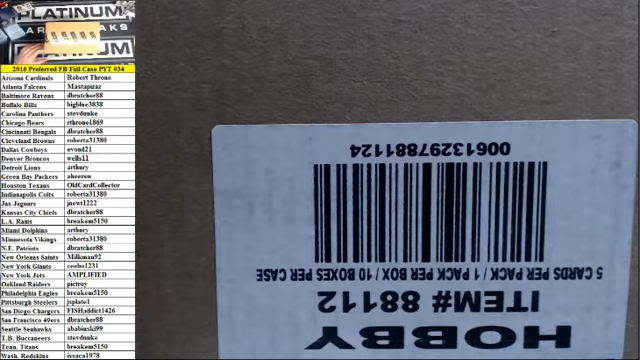 PLATINUM
PLATINUM
2016 Preferred FB Full Case PYT #34
Arizona Cardinals Robert Throne
Atlanta Falcons Mastapizaz
Baltimore Ravens dbratcher88
Buffalo Bills bigblue3838
Carolina Panthers stevdunke
Chicago Bears rthrone1869
Cincinnati Bengals dbratcher88
Cleveland Browns roberta31380
Dallas Cowboys evond21
Denver Broncos wells11
Detroit Lions arthury
Green Bay Packers aheeren
Houston Texans OldCardCollector
Indianapolis Colts roberta31380
Jax Jaguars jnewt1222
Kansas City Chiefs dbratcher88
L.A. Rams breakem5150
Miami Dolphins arthury
Minnesota Vikings roberta31380
N.E. Patriots dbratcher88
New Orleans Saints Milkman92
New York Giants ceeba1231
New York Jets AMPLIFIED
Oakland Raiders pictroy
Philadelphia Eagles breakem5150
Pittsburgh Steelers jsplate1
San Diego Chargers FISHaddict1426
San Francisco 49ers dbratcher88
Seattle Seahawks ababinski99
T.B. Buccaneers stevdunke
Tenn. Titans breakem5150
Wash. Redskins issaca1978
HOBBY
ITEM# 88112
5 CARDS PER PACK / 1 PACK PER BOX / 10 BOXES PER CASE
00613297881124